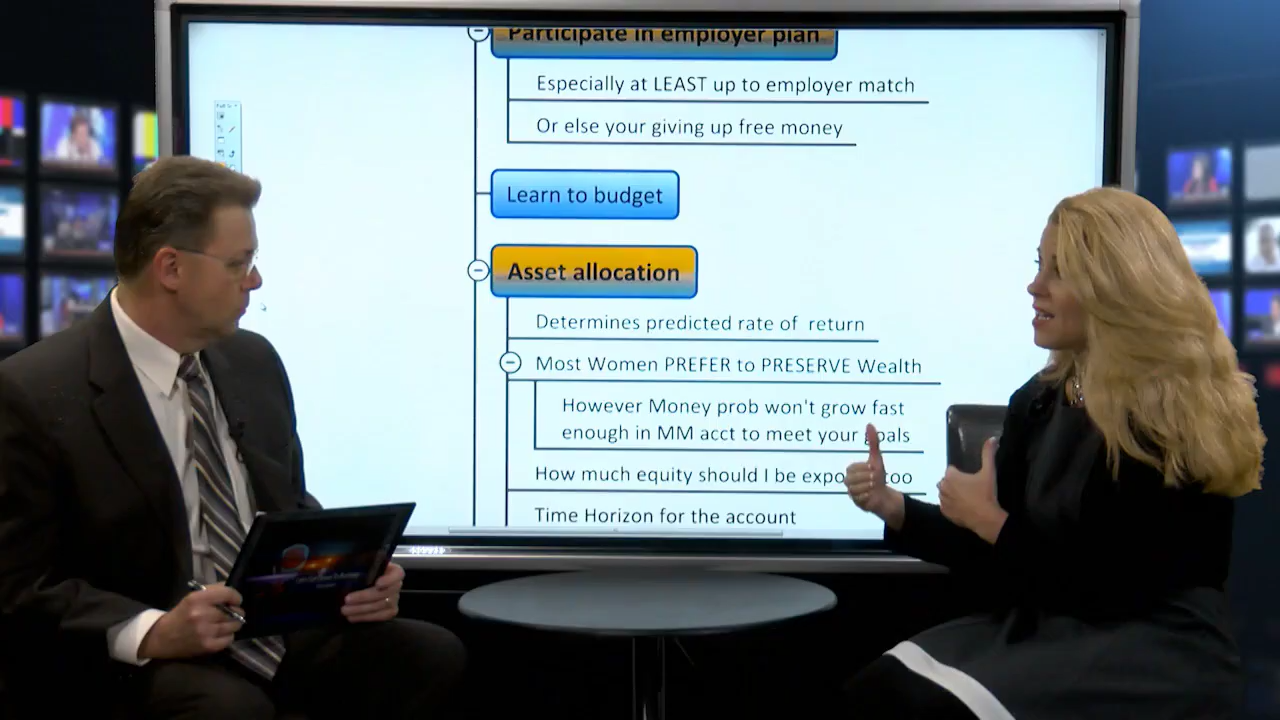 Participate in employer plan
Especially at LEAST up to employer match
Or else your giving up free money
Learn to budget
Asset allocation
Determines predicted rate of return
Most Women PREFER to PRESERVE Wealth
However Money prob won't grow fast
enough in MM acct to meet your goals
How much equity should I be too
Time Horizon for the account